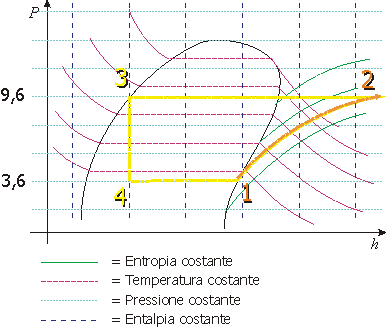 P
3
2
9,6
3,6
4
1
h
= Entropia costante
= Temperatura costante
= Pressione costante
= Entalpia costante